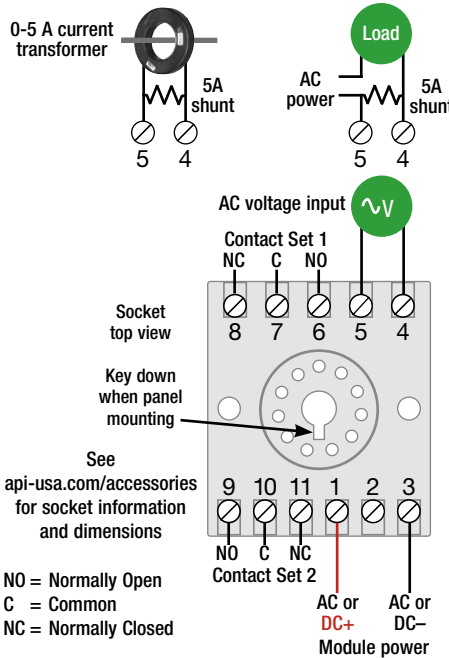 0-5 A current
transformer
5A
shunt
5 4
Load
AC
power
5A
shunt
5 4
AC voltage input
∿V
Contact Set 1
NC C NO
8 7 6 5 4
Socket
top view
Key down
when panel
mounting
See
api-usa.com/accessories
for socket information
and dimensions
9 10 11 1 2 3
NO C NC
Contact Set 2
NO = Normally Open
C = Common
NC = Normally Closed
AC or
DC+
AC or
DC–
Module power